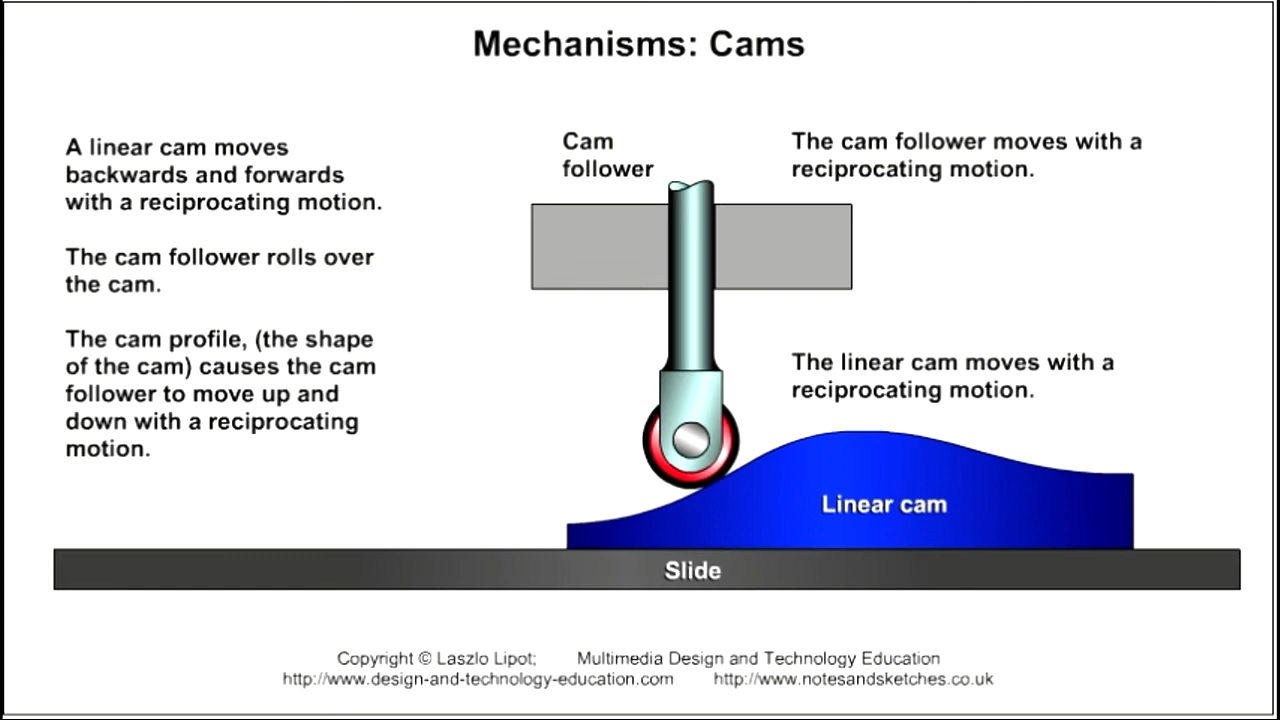 Mechanisms: Cams
A linear cam moves
backwards and forwards
with a reciprocating motion.
The cam follower rolls over
the cam.
The cam profile, (the shape
of the cam) causes the cam
follower to move up and
down with a reciprocating
motion.
Cam
follower
The cam follower moves with a
reciprocating motion.
The linear cam moves with a
reciprocating motion.
Linear cam
Slide
Copyright © Laszlo Lipot; Multimedia Design and Technology Education
http://www.design-and-technology-education.com http://www.notesandsketches.co.uk